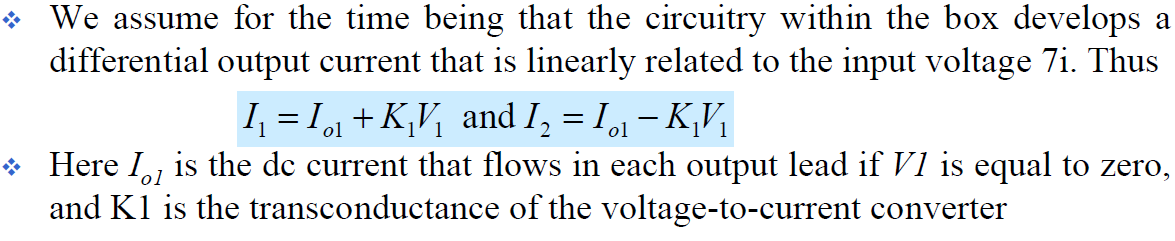 ❖ We assume for the time being that the circuitry within the box develops a
differential output current that is linearly related to the input voltage 7i. Thus
I₁ = Iₒ₁ + K₁V₁ and I₂ = Iₒ₁ − K₁V₁
❖ Here Iₒ₁ is the dc current that flows in each output lead if V1 is equal to zero,
and K1 is the transconductance of the voltage-to-current converter